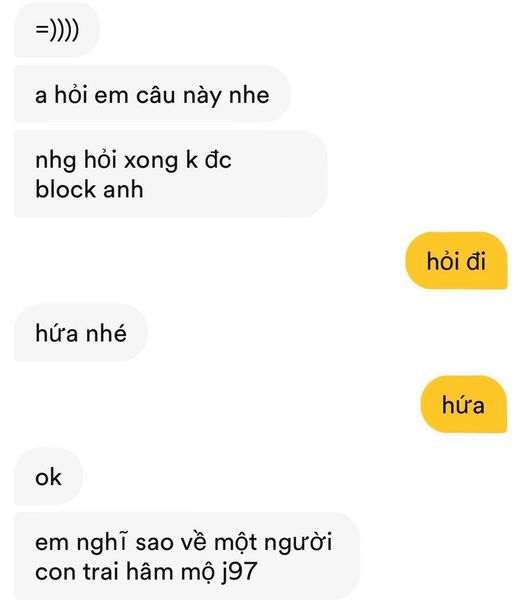 =))))
a hỏi em câu này nhe
nhg hỏi xong k đc
block anh
hỏi đi
hứa nhé
hứa
ok
em nghĩ sao về một người
con trai hâm mộ j97